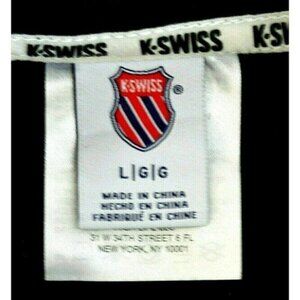 K·SWISS K·SWISS K·S
K·SWISS
®
L|G|G
MADE IN CHINA
HECHO EN CHINA
FABRIQUÉ EN CHINE
31 W 34TH STREET 6 FL
NEW YORK, NY 10001